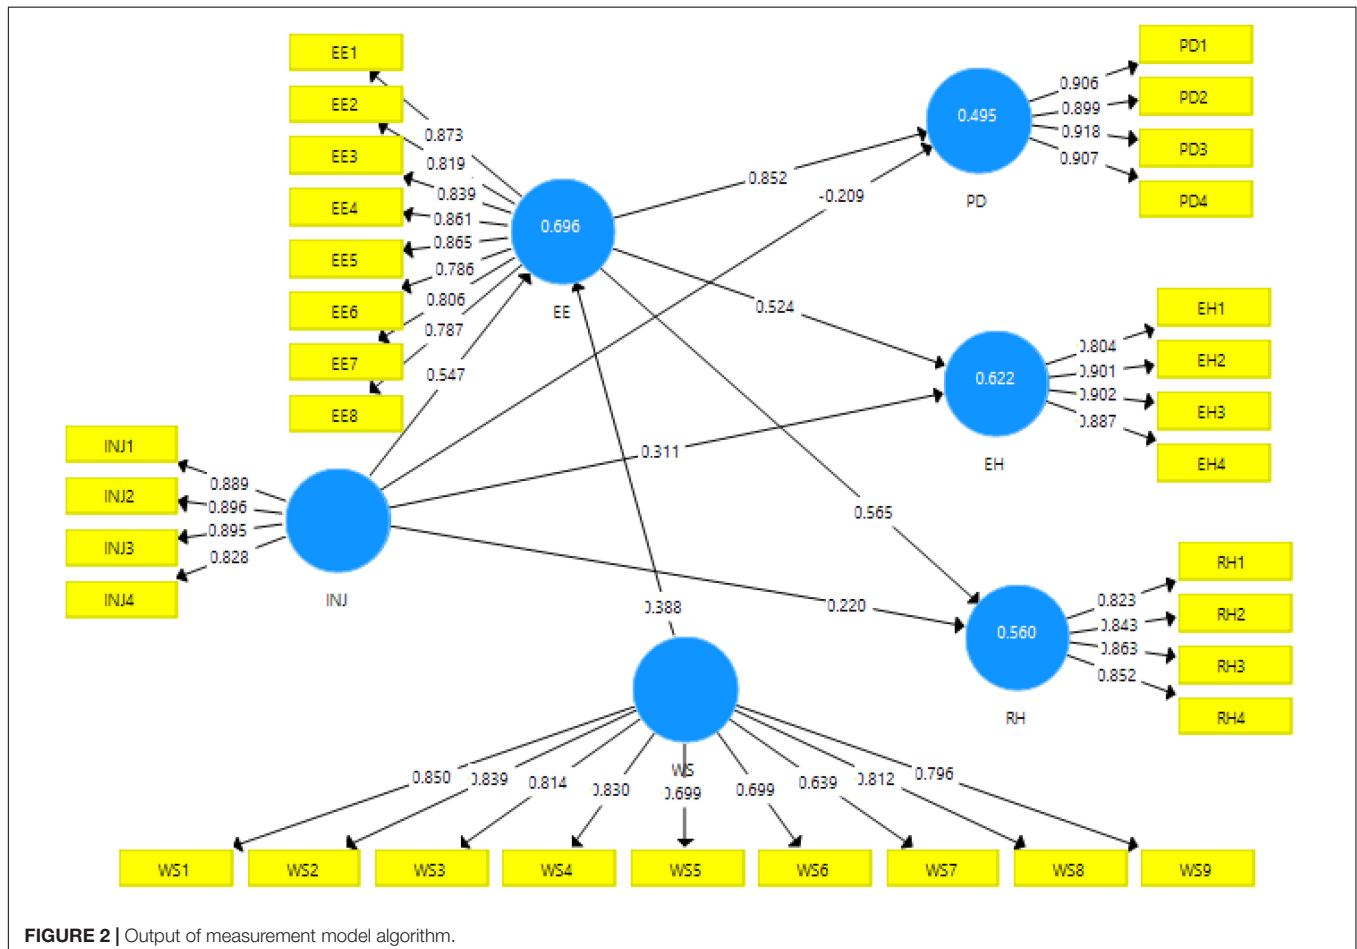 EE1
EE2
EE3
EE4
EE5
EE6
EE7
EE8
0.873
0.819
0.839
0.861
0.865
0.786
0.806
0.787
0.547
0.696
EE
0.852
-0.209
0.524
0.311
0.565
0.220
0.388
0.495
PD
0.906
0.899
0.918
0.907
PD1
PD2
PD3
PD4
0.622
EH
0.804
0.901
0.902
0.887
EH1
EH2
EH3
EH4
INJ1
INJ2
INJ3
INJ4
0.889
0.896
0.895
0.828
INJ
0.560
RH
0.823
0.843
0.863
0.852
RH1
RH2
RH3
RH4
WS
0.850
0.839
0.814
0.830
0.699
0.699
0.639
0.812
0.796
WS1
WS2
WS3
WS4
WS5
WS6
WS7
WS8
WS9
FIGURE 2 | Output of measurement model algorithm.